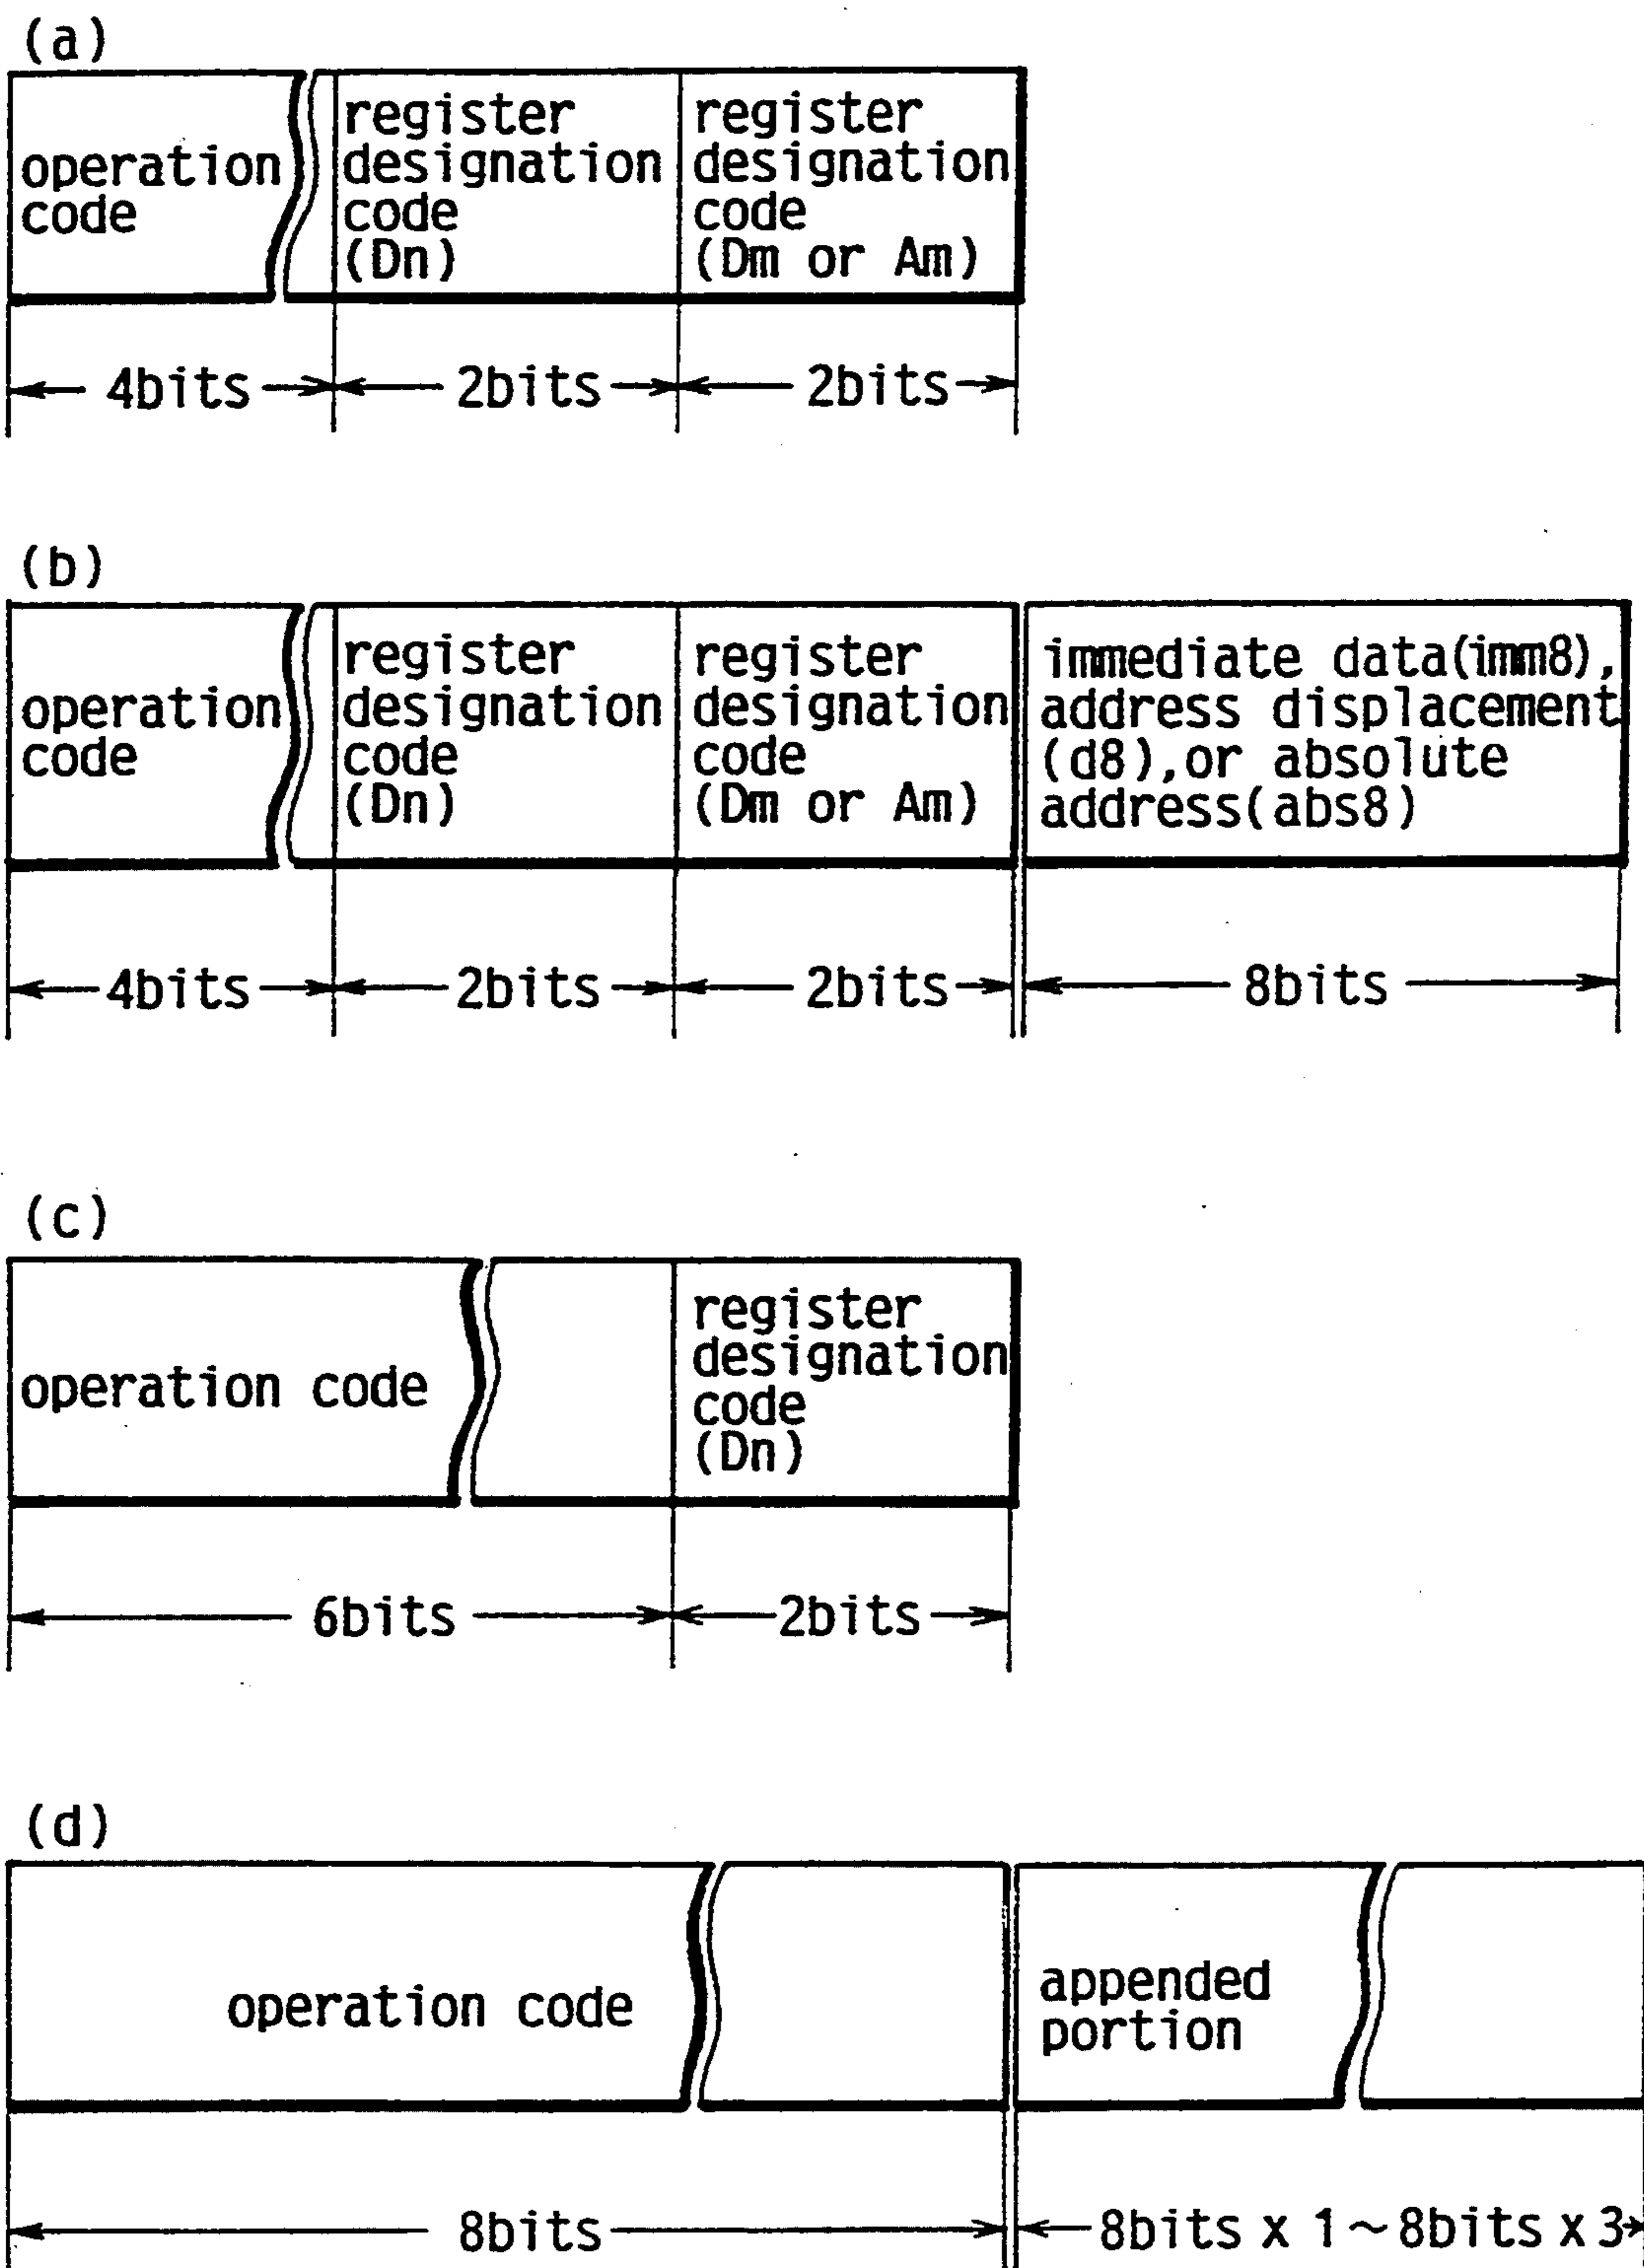 (a)
operation
code
register
designation
code
(Dn)
register
designation
code
(Dm or Am)
4bits
2bits
2bits
(b)
operation
code
register
designation
code
(Dn)
register
designation
code
(Dm or Am)
immediate data(imm8),
address displacement
(d8),or absolute
address(abs8)
4bits
2bits
2bits
8bits
(c)
operation code
register
designation
code
(Dn)
6bits
2bits
(d)
operation code
appended
portion
8bits
8bits x 1~8bits x 3